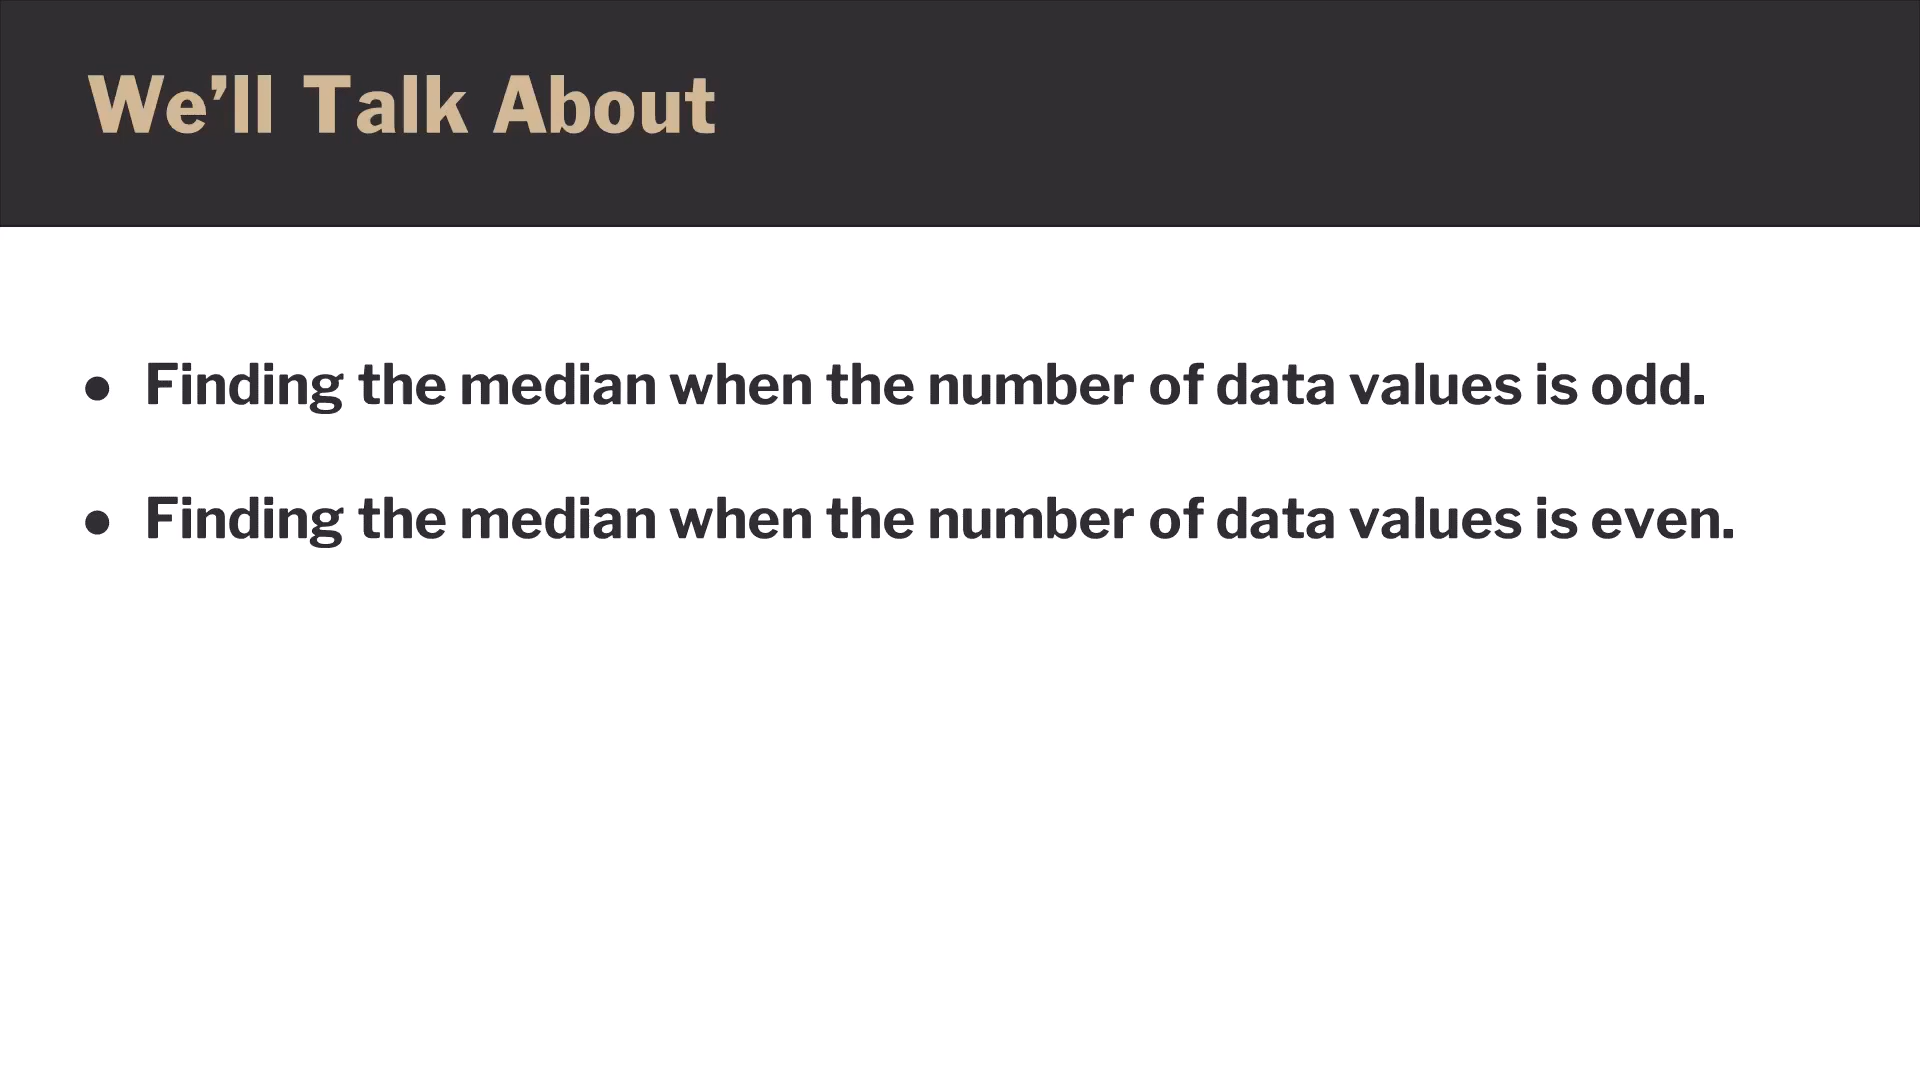 We’ll Talk About
● Finding the median when the number of data values is odd.
● Finding the median when the number of data values is even.